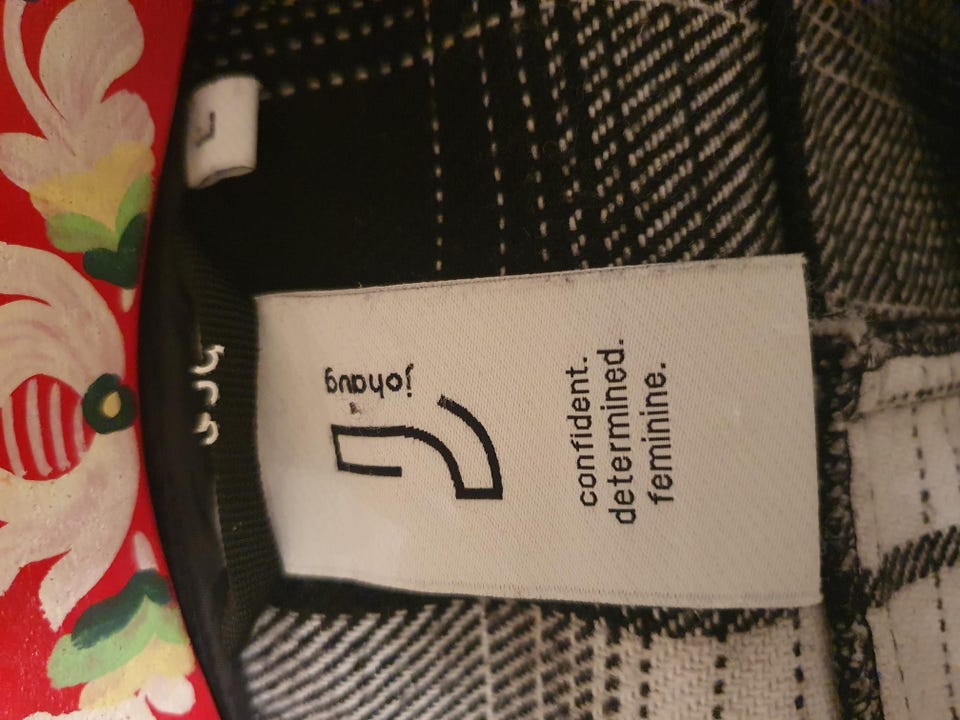 johaug
confident.
determined.
feminine.